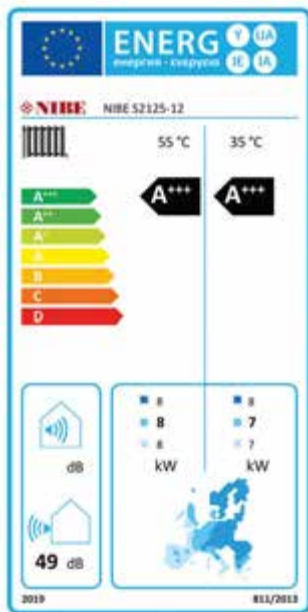 ENERG Y UA
енергия · ενεργεια IE IA
NIBE NIBE S2125-12
55 °C 35 °C
A+++ A+++
A+++
A++
A+
A
B
C
D
8 8
8 7
8 7
kW kW
dB
49 dB
2019 811/2013